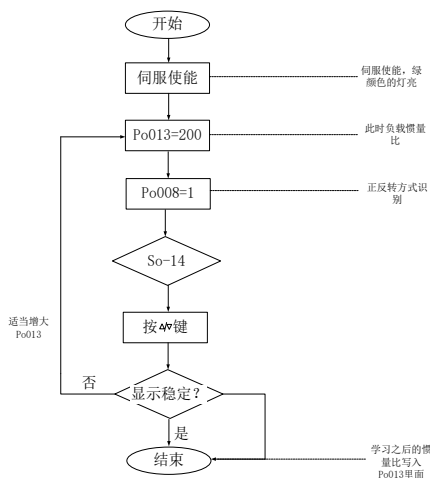 开始
伺服使能
伺服使能，绿
颜色的灯亮
Po013=200
此时负载惯量
比
Po008=1
正反转方式识
别
So-14
适当增大
Po013
按△/▽键
否
显示稳定？
是
结束
学习之后的惯
量比写入
Po013里面